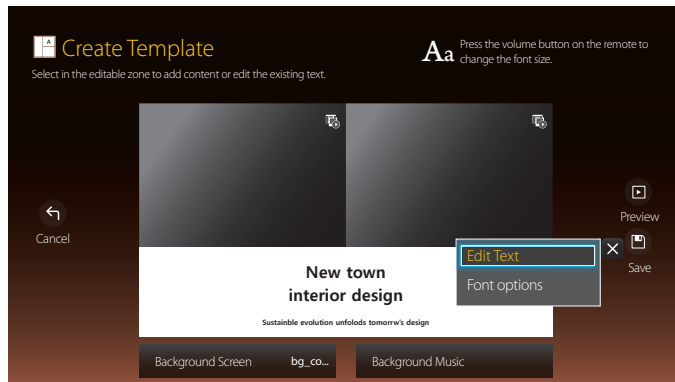 Create Template
Select in the editable zone to add content or edit the existing text.
Aa
Press the volume button on the remote to
change the font size.
Cancel
Preview
Save
Edit Text
Font options
New town
interior design
Sustainble evolution unfolods tomorrw's design
Background Screen bg_co...
Background Music